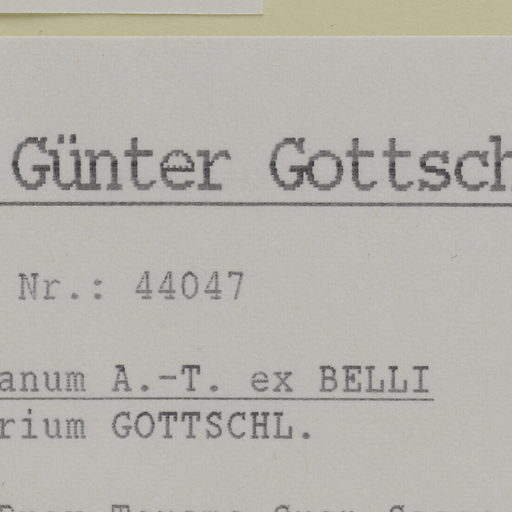 Günter Gottsch
Nr.: 44047
anum A.-T. ex BELLI
rium GOTTSCHL.